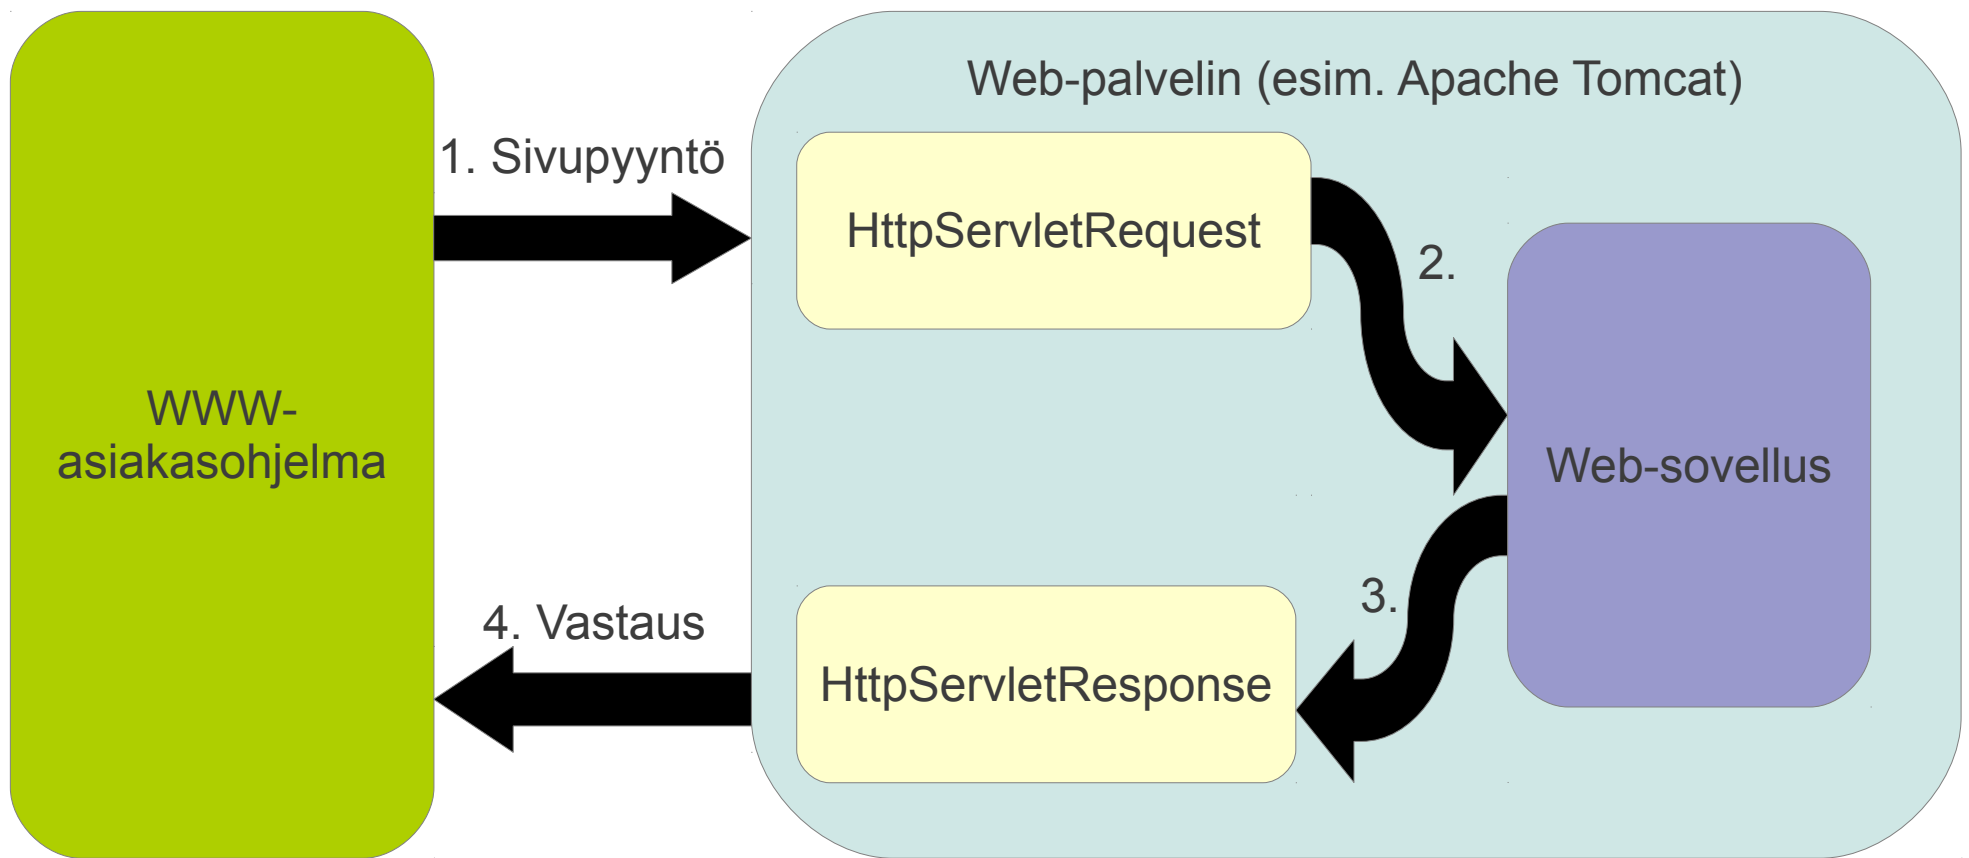 Web-palvelin (esim. Apache Tomcat)
1. Sivupyyntö
HttpServletRequest
2.
WWW-
asiakasohjelma
Web-sovellus
3.
4. Vastaus
HttpServletResponse